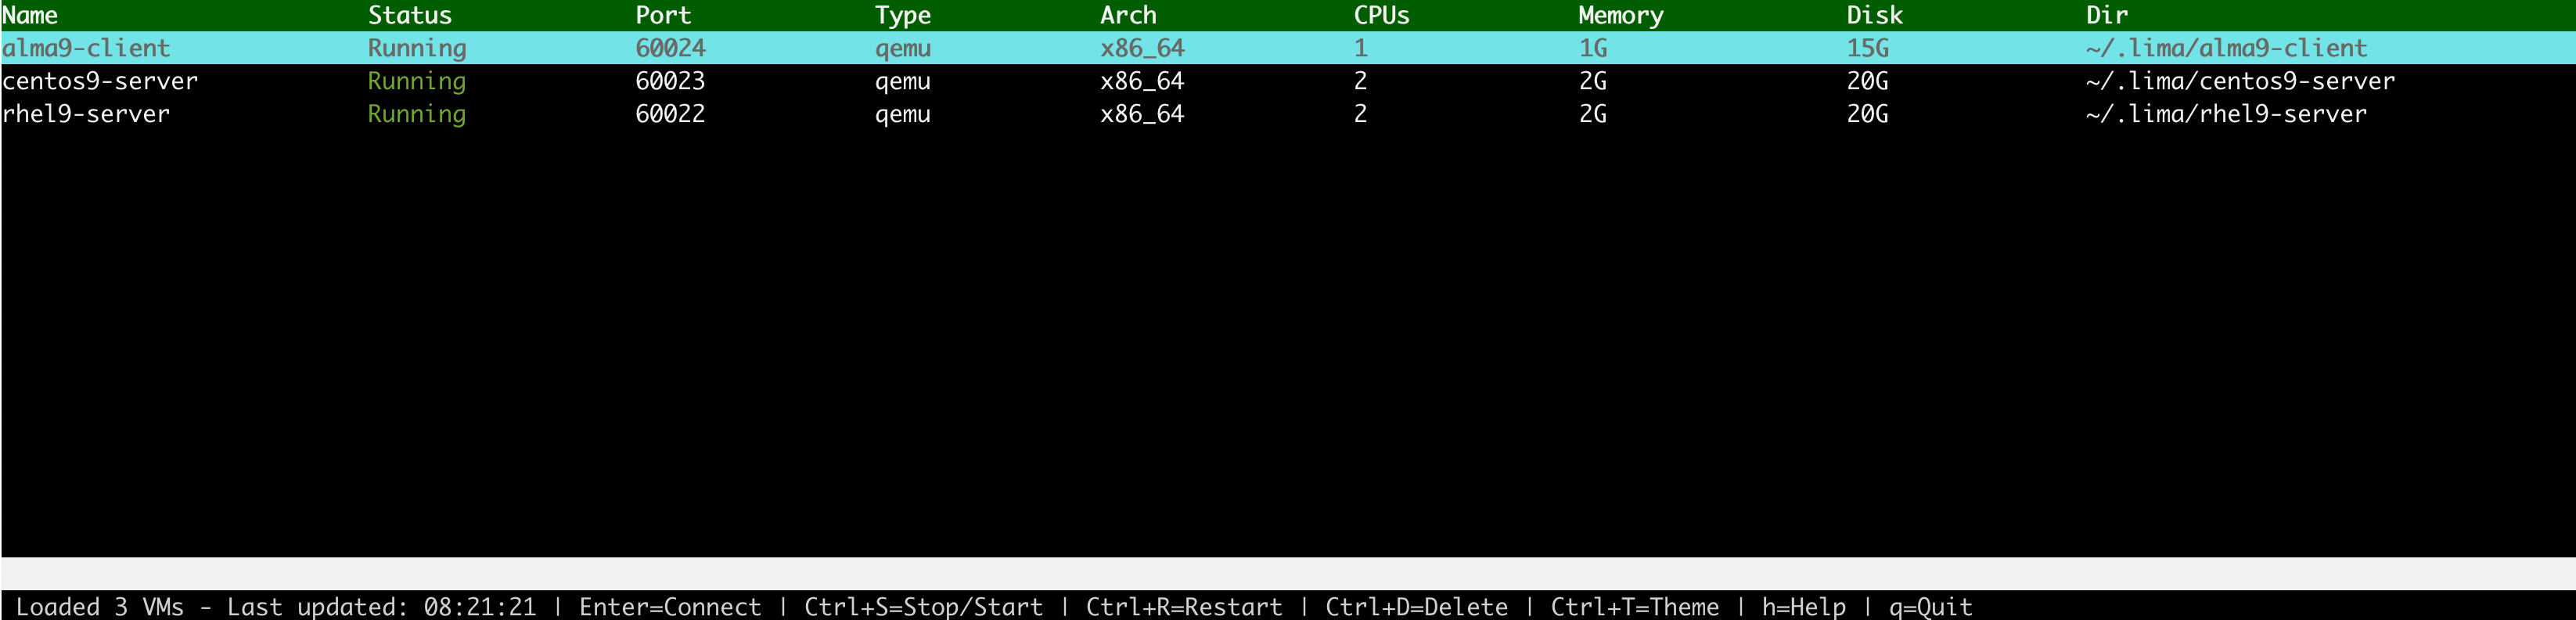 Name Status Port Type Arch CPUs Memory Disk Dir
alma9-client Running 60024 qemu x86_64 1 1G 15G ~/.lima/alma9-client
centos9-server Running 60023 qemu x86_64 2 2G 20G ~/.lima/centos9-server
rhel9-server Running 60022 qemu x86_64 2 2G 20G ~/.lima/rhel9-server
Loaded 3 VMs - Last updated: 08:21:21 | Enter=Connect | Ctrl+S=Stop/Start | Ctrl+R=Restart | Ctrl+D=Delete | Ctrl+T=Theme | h=Help | q=Quit